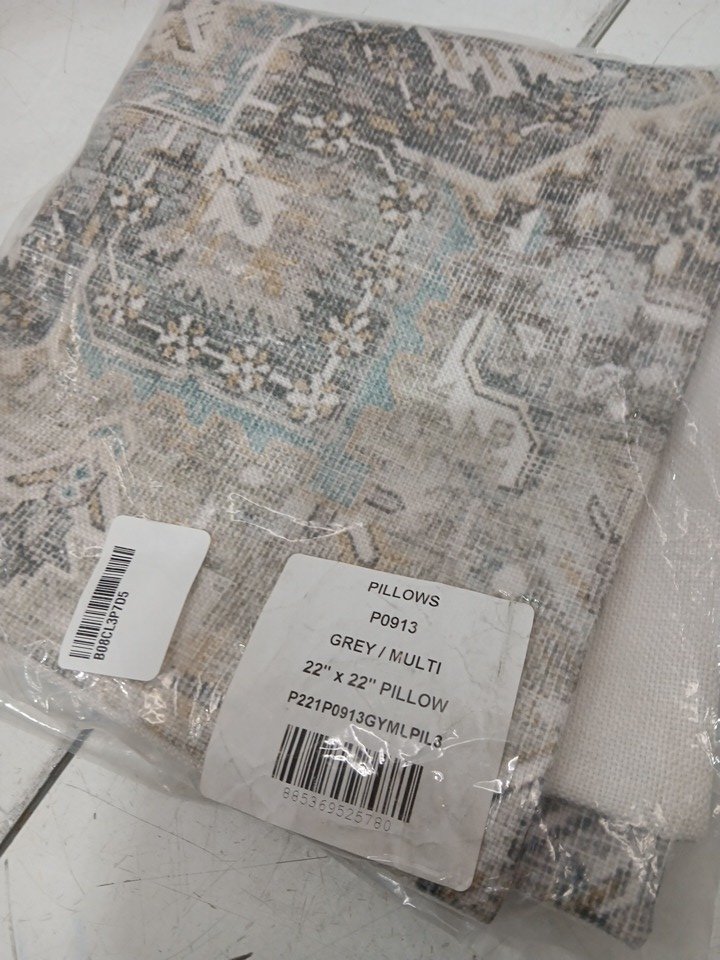 PILLOWS
P0913
GREY / MULTI
22" x 22" PILLOW
P221P0913GYMLPIL3
885369525780
B08CL3P7D5